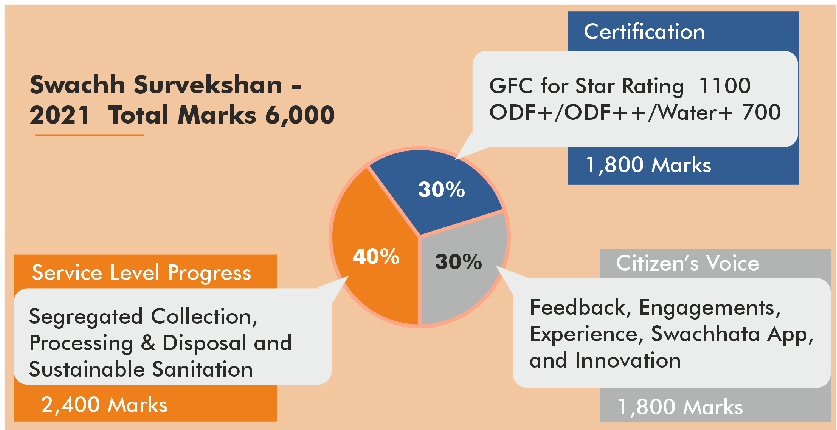 Swachh Survekshan -
2021 Total Marks 6,000
Certification
GFC for Star Rating 1100
ODF+/ODF++/Water+ 700
1,800 Marks
30%
40%
30%
Service Level Progress
Segregated Collection,
Processing & Disposal and
Sustainable Sanitation
2,400 Marks
Citizen's Voice
Feedback, Engagements,
Experience, Swachhata App,
and Innovation
1,800 Marks